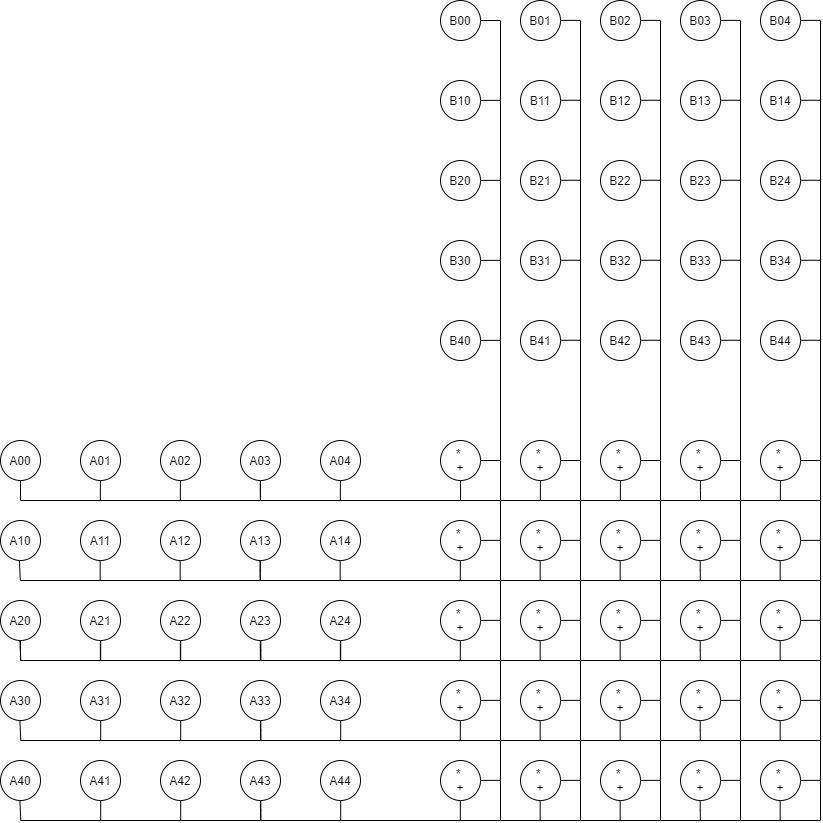 B00 B01 B02 B03 B04
B10 B11 B12 B13 B14
B20 B21 B22 B23 B24
B30 B31 B32 B33 B34
B40 B41 B42 B43 B44
A00 A01 A02 A03 A04 * * * * *
+ + + + +
A10 A11 A12 A13 A14 * * * * *
+ + + + +
A20 A21 A22 A23 A24 * * * * *
+ + + + +
A30 A31 A32 A33 A34 * * * * *
+ + + + +
A40 A41 A42 A43 A44 * * * * *
+ + + + +